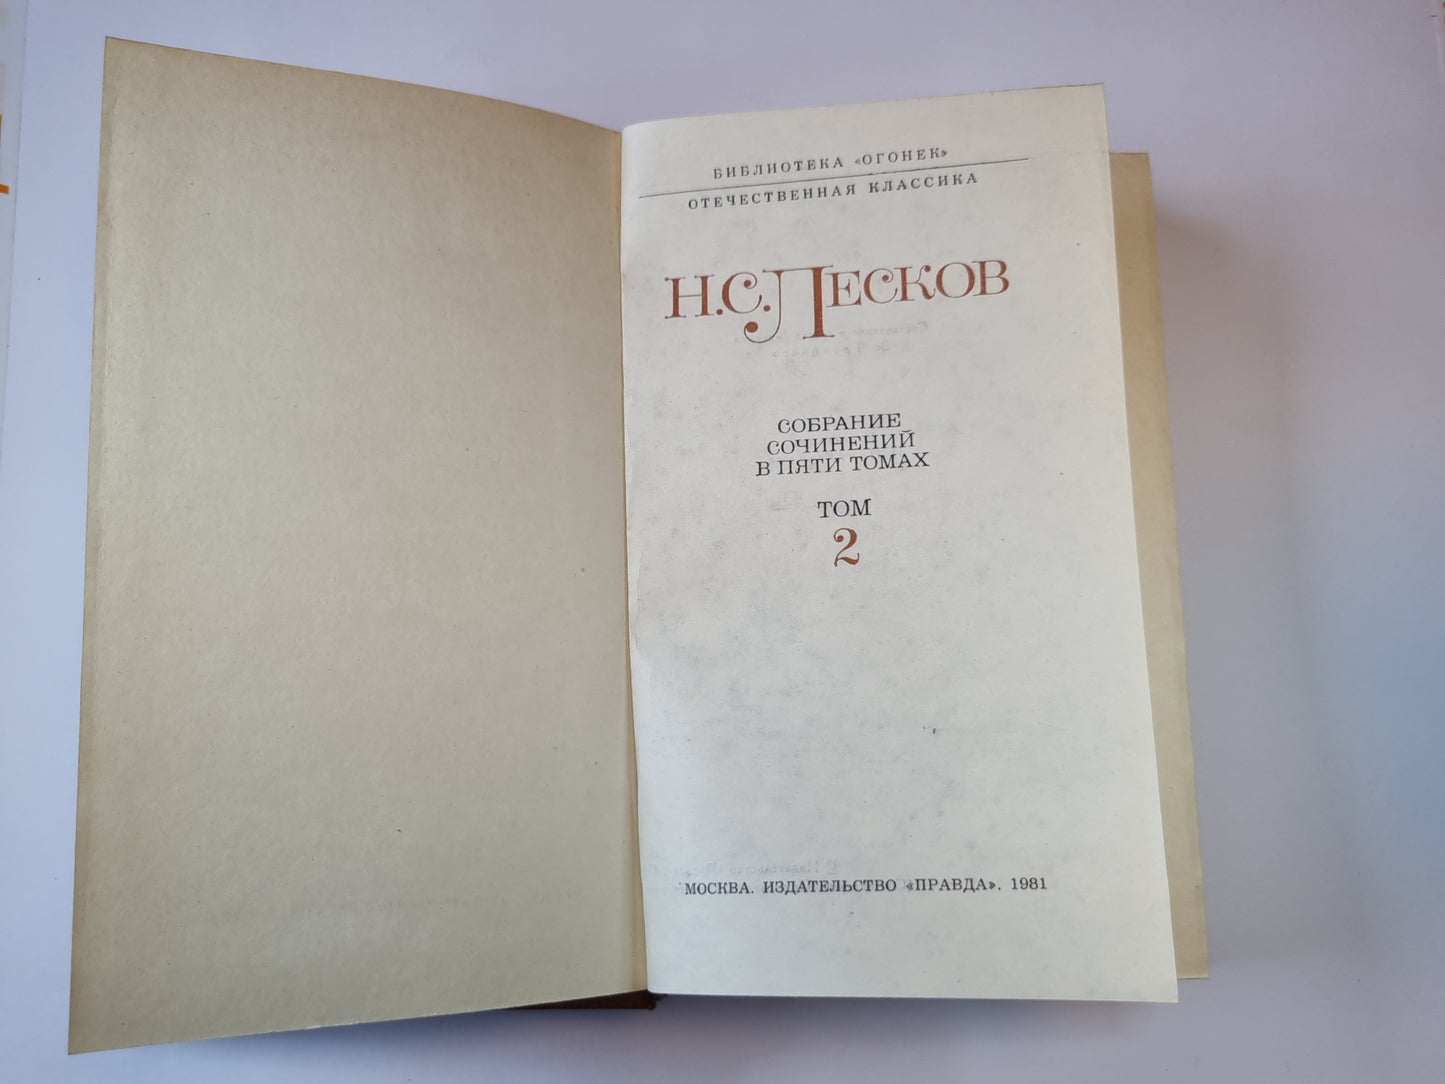 БИБЛИОТЕКА «ОГОНЕК»
ОТЕЧЕСТВЕННАЯ КЛАССИКА
Н.С.ЛЕСКОВ
СОБРАНИЕ
СОЧИНЕНИЙ
В ПЯТИ ТОМАХ
ТОМ
2
МОСКВА. ИЗДАТЕЛЬСТВО «ПРАВДА». 1981